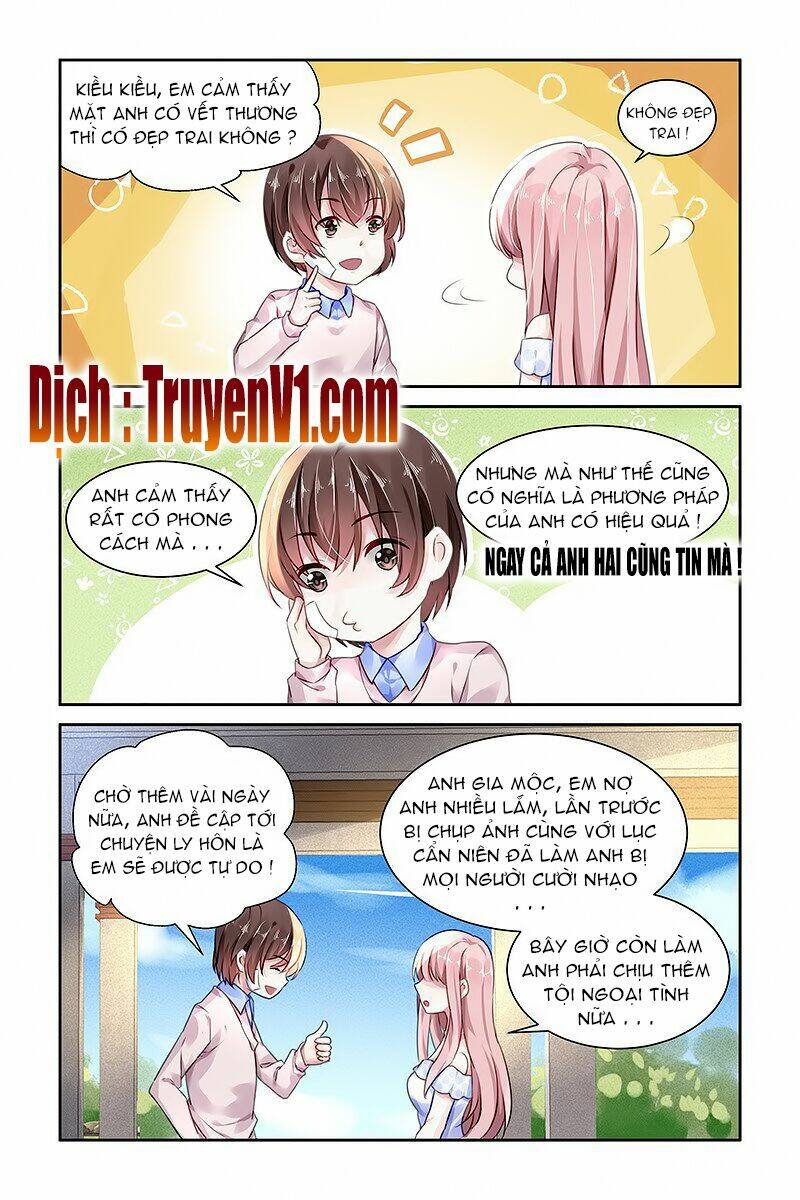 KIỀU KIỀU, EM CẢM THẤY
MẶT ANH CÓ VẾT THƯƠNG
THÌ CÓ ĐẸP TRAI KHÔNG ?
KHÔNG ĐẸP
TRAI !
Dịch : TruyenV1.com
ANH CẢM THẤY
RẤT CÓ PHONG
CÁCH MÀ . . .
NHƯNG MÀ NHƯ THẾ CŨNG
CÓ NGHĨA LÀ PHƯƠNG PHÁP
CỦA ANH CÓ HIỆU QUẢ !
NGAY CẢ ANH HAI CŨNG TIN MÀ !
CHỜ THÊM VÀI NGÀY
NỮA, ANH ĐỀ CẬP TỚI
CHUYỆN LY HÔN LÀ
EM SẼ ĐƯỢC TỰ DO !
ANH GIA MỘC, EM NỢ
ANH NHIỀU LẮM, LẦN TRƯỚC
BỊ CHỤP ẢNH CÙNG VỚI LỤC
CẨN NIÊN ĐÃ LÀM ANH BỊ
MỌI NGƯỜI CƯỜI NHẠO
. . .
BÂY GIỜ CÒN LÀM
ANH PHẢI CHỊU THÊM
TỘI NGOẠI TÌNH
NỮA . . .